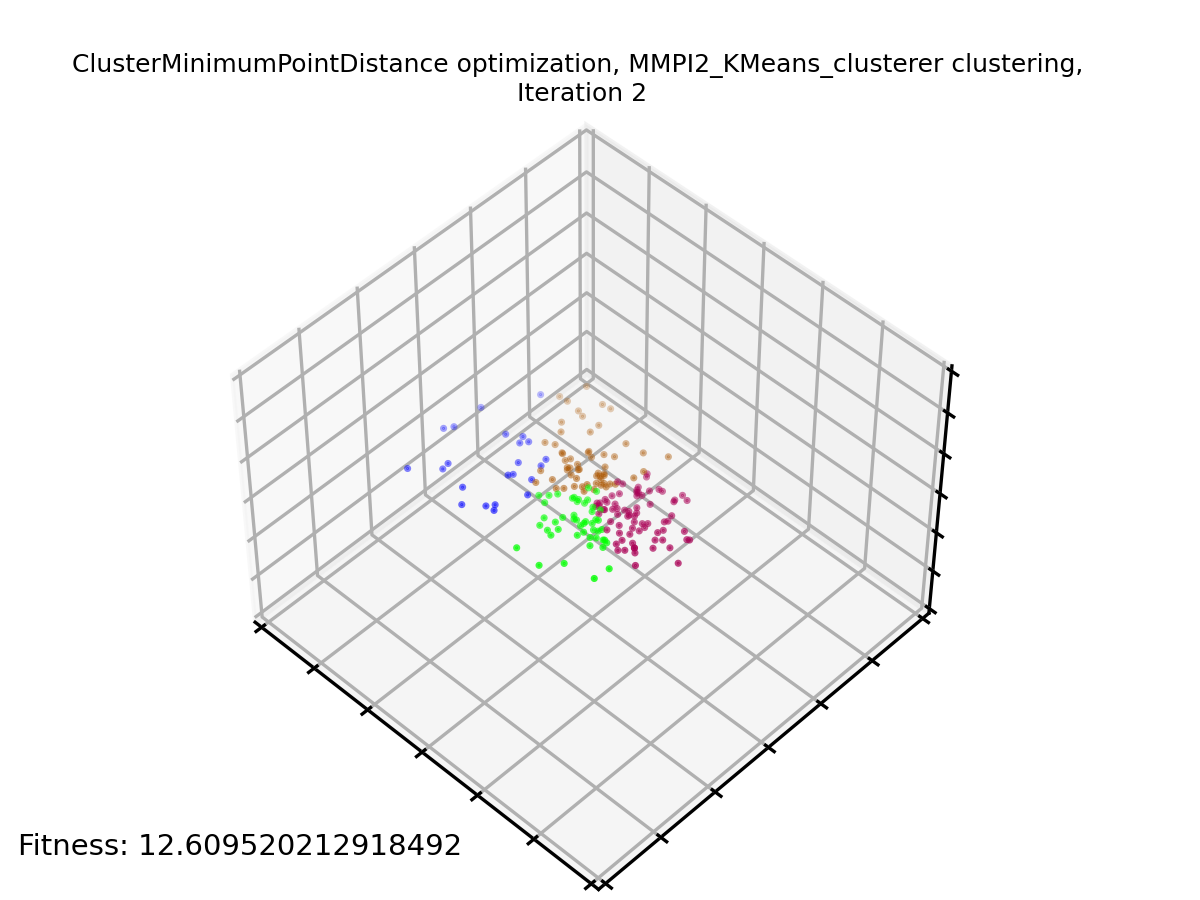 ClusterMinimumPointDistance optimization, MMPI2_KMeans_clusterer clustering,
Iteration 2
Fitness: 12.609520212918492